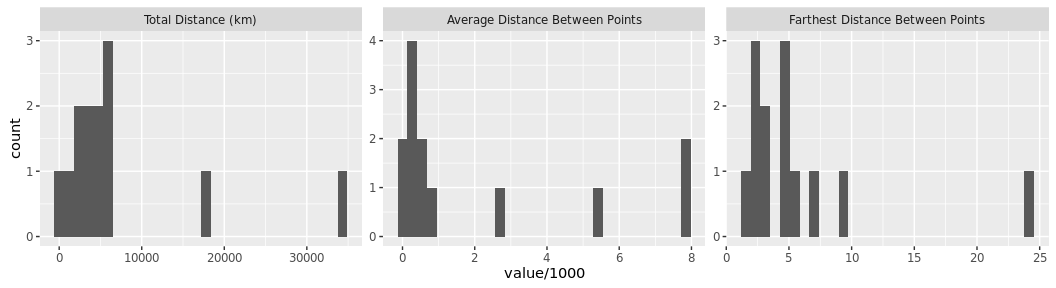 Total Distance (km)
Average Distance Between Points
Farthest Distance Between Points
count
3
2
1
0
4
3
2
1
0
3
2
1
0
0 10000 20000 30000
0 2 4 6 8
0 5 10 15 20 25
value/1000